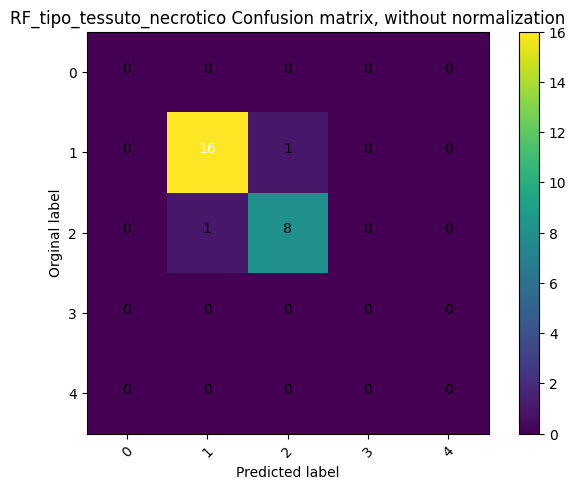 RF_tipo_tessuto_necrotico Confusion matrix, without normalization
16
0 0 0 0 0 0
14
1 0 16 1 0 0
12
10
Orginal label
2 0 1 8 0 0
8
6
3 0 0 0 0 0
4
4 0 0 0 0 0
2
0
0 1 2 3 4
Predicted label